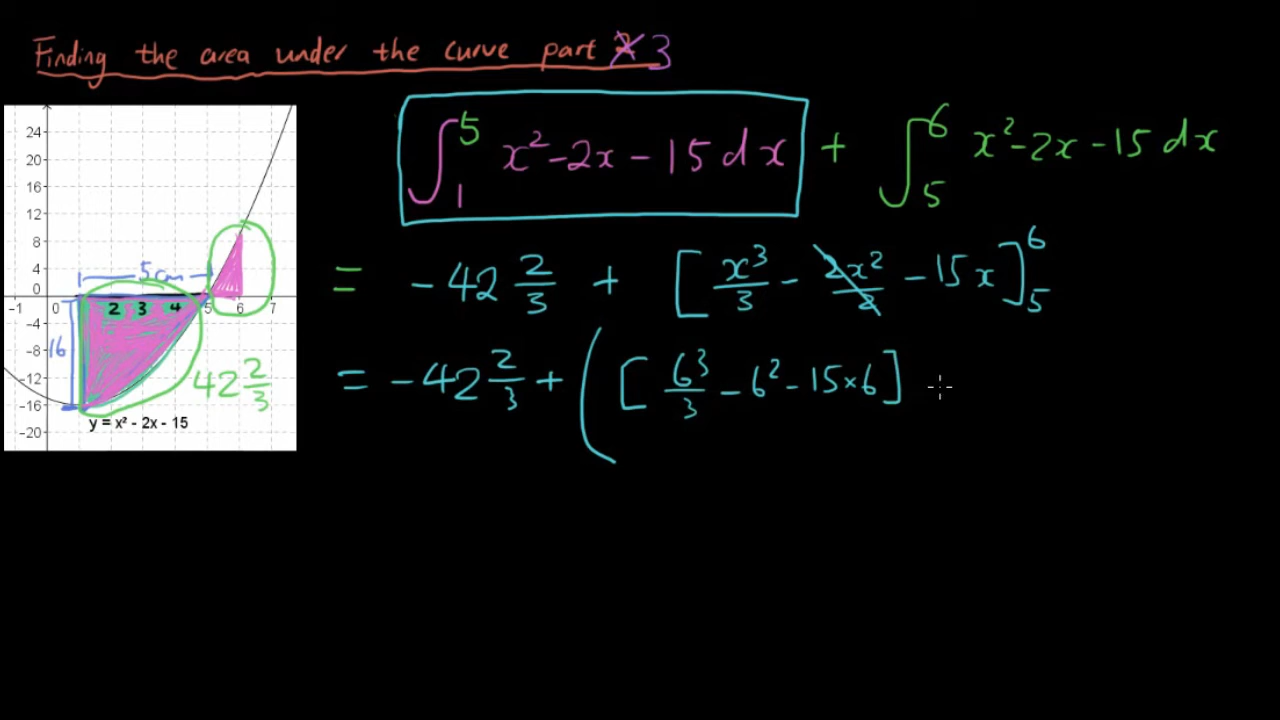 Finding the area under the curve part 3
∫₁⁵ x² - 2x - 15 dx + ∫₅⁶ x² - 2x - 15 dx
= -42 2/3 + [x³/3 - 2x²/2 - 15x]₅⁶
= -42 2/3 + ([6³/3 - 6² - 15×6]
24
20
16
12
8
4
0
-4
-8
-12
-16
-20
-1 0 2 3 4 5 6 7
5cm
16
42 2/3
y = x² - 2x - 15